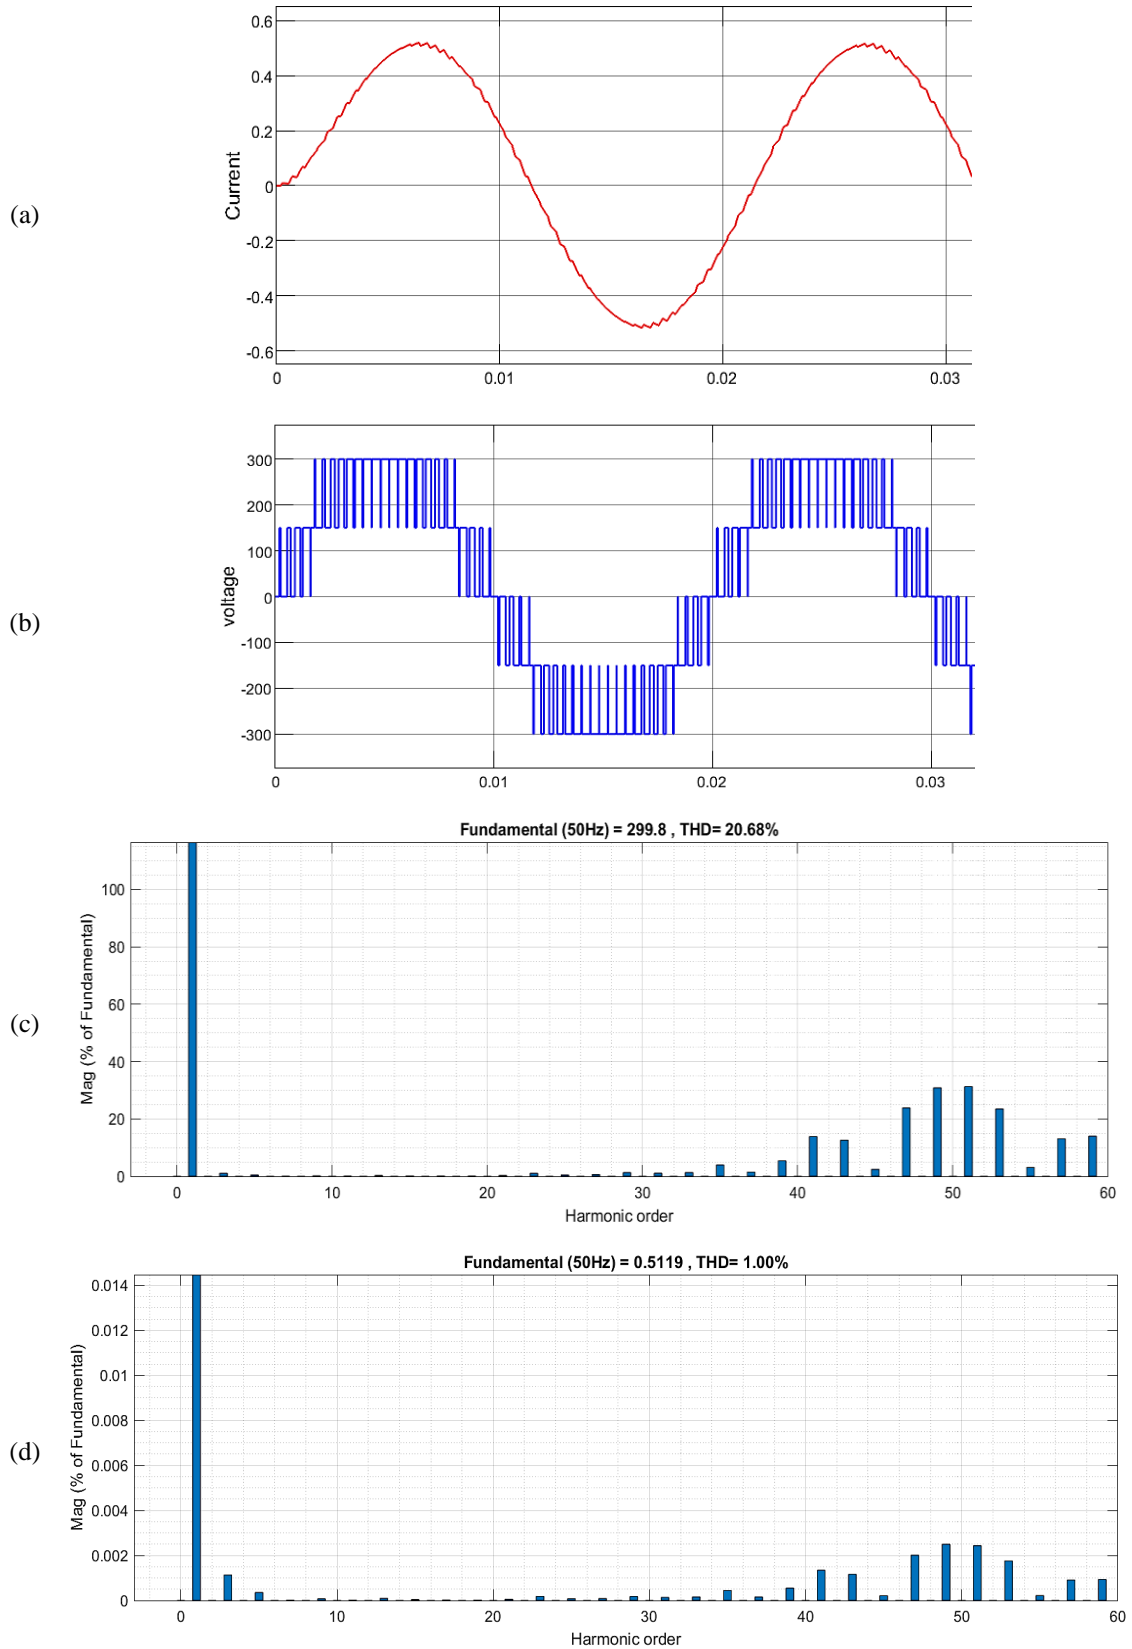 (a)
Current
0.6
0.4
0.2
0
-0.2
-0.4
-0.6
0 0.01 0.02 0.03
(b)
voltage
300
200
100
0
-100
-200
-300
0 0.01 0.02 0.03
(c)
Fundamental (50Hz) = 299.8 , THD= 20.68%
Mag (% of Fundamental)
100
80
60
40
20
0
0 10 20 30 40 50 60
Harmonic order
(d)
Fundamental (50Hz) = 0.5119 , THD= 1.00%
Mag (% of Fundamental)
0.014
0.012
0.01
0.008
0.006
0.004
0.002
0
0 10 20 30 40 50 60
Harmonic order